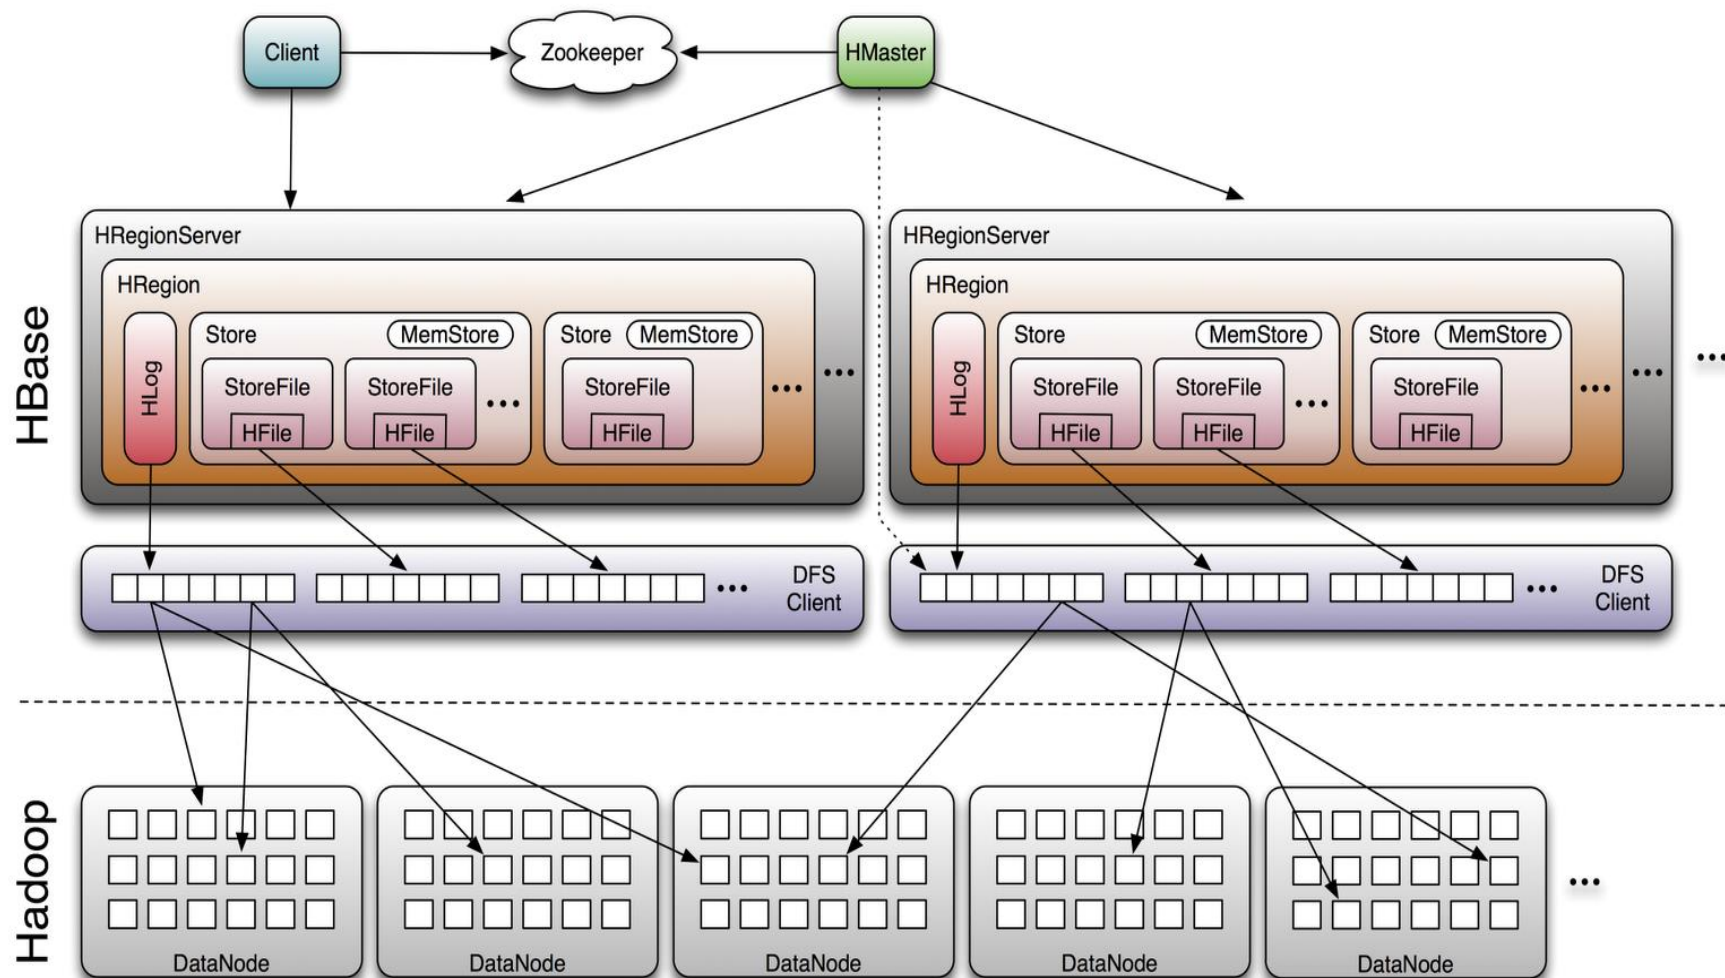 Client
Zookeeper
HMaster
HBase
HRegionServer
HRegion
HLog
Store
MemStore
StoreFile
HFile
StoreFile
HFile
...
Store
MemStore
StoreFile
HFile
...
...
HRegionServer
HRegion
HLog
Store
MemStore
StoreFile
HFile
StoreFile
HFile
...
Store
MemStore
StoreFile
HFile
...
...
...
...
DFS
Client
...
DFS
Client
Hadoop
DataNode
DataNode
DataNode
DataNode
DataNode
...